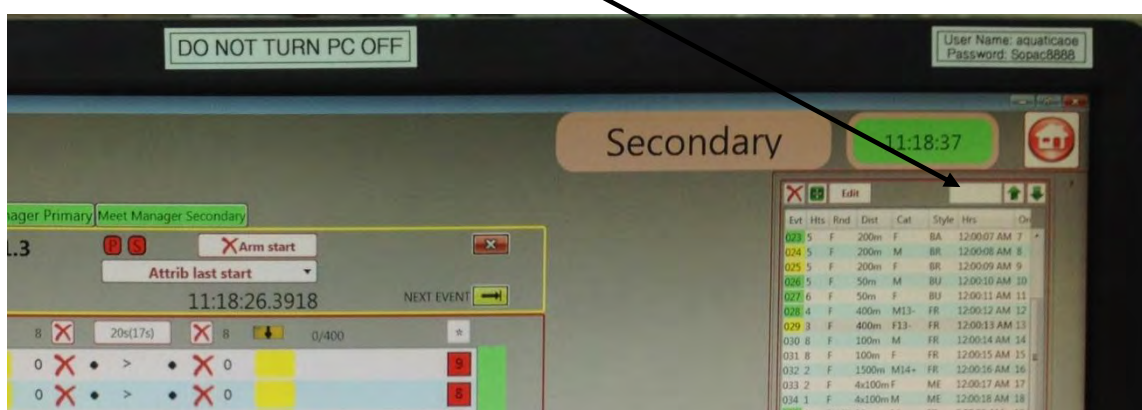 DO NOT TURN PC OFF
User Name: aquaticaoe
Password: Sopac8888
Secondary
11:18:37
Edit
Evt Hts Rnd Dist Cat Style Hrs
023 5 F 200m F BA 12:00:07 AM 7
024 5 F 200m M BR 12:00:08 AM 8
025 5 F 200m F BR 12:00:09 AM 9
026 5 F 50m M BU 12:00:10 AM 10
027 6 F 50m F BU 12:00:11 AM 11
028 4 F 400m M13- FR 12:00:12 AM 12
029 3 F 400m F13- FR 12:00:13 AM 13
030 8 F 100m M FR 12:00:14 AM 14
031 8 F 100m F FR 12:00:15 AM 15
032 2 F 1500m M14+ FR 12:00:16 AM 16
033 2 F 4x100m F ME 12:00:17 AM 17
034 1 F 4x100m M ME 12:00:18 AM 18
ager Primary Meet Manager Secondary
1.3 P S Arm start
Attrib last start
11:18:26.3918 NEXT EVENT
8 20s(17s) 8 0/400
0 > 0 9
0 > 0 8